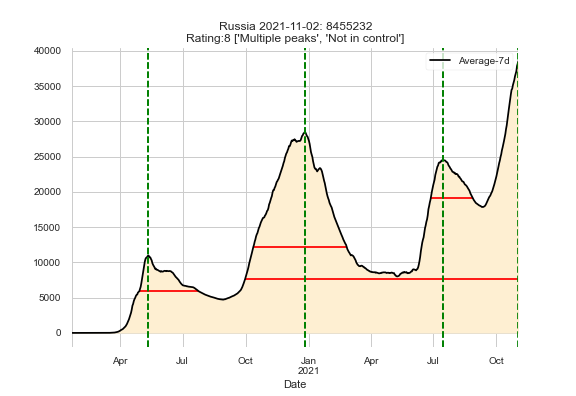 Russia 2021-11-02: 8455232
Rating:8 ['Multiple peaks', 'Not in control']
Average-7d
40000
35000
30000
25000
20000
15000
10000
5000
0
Apr Jul Oct Jan Apr Jul Oct
2021
Date